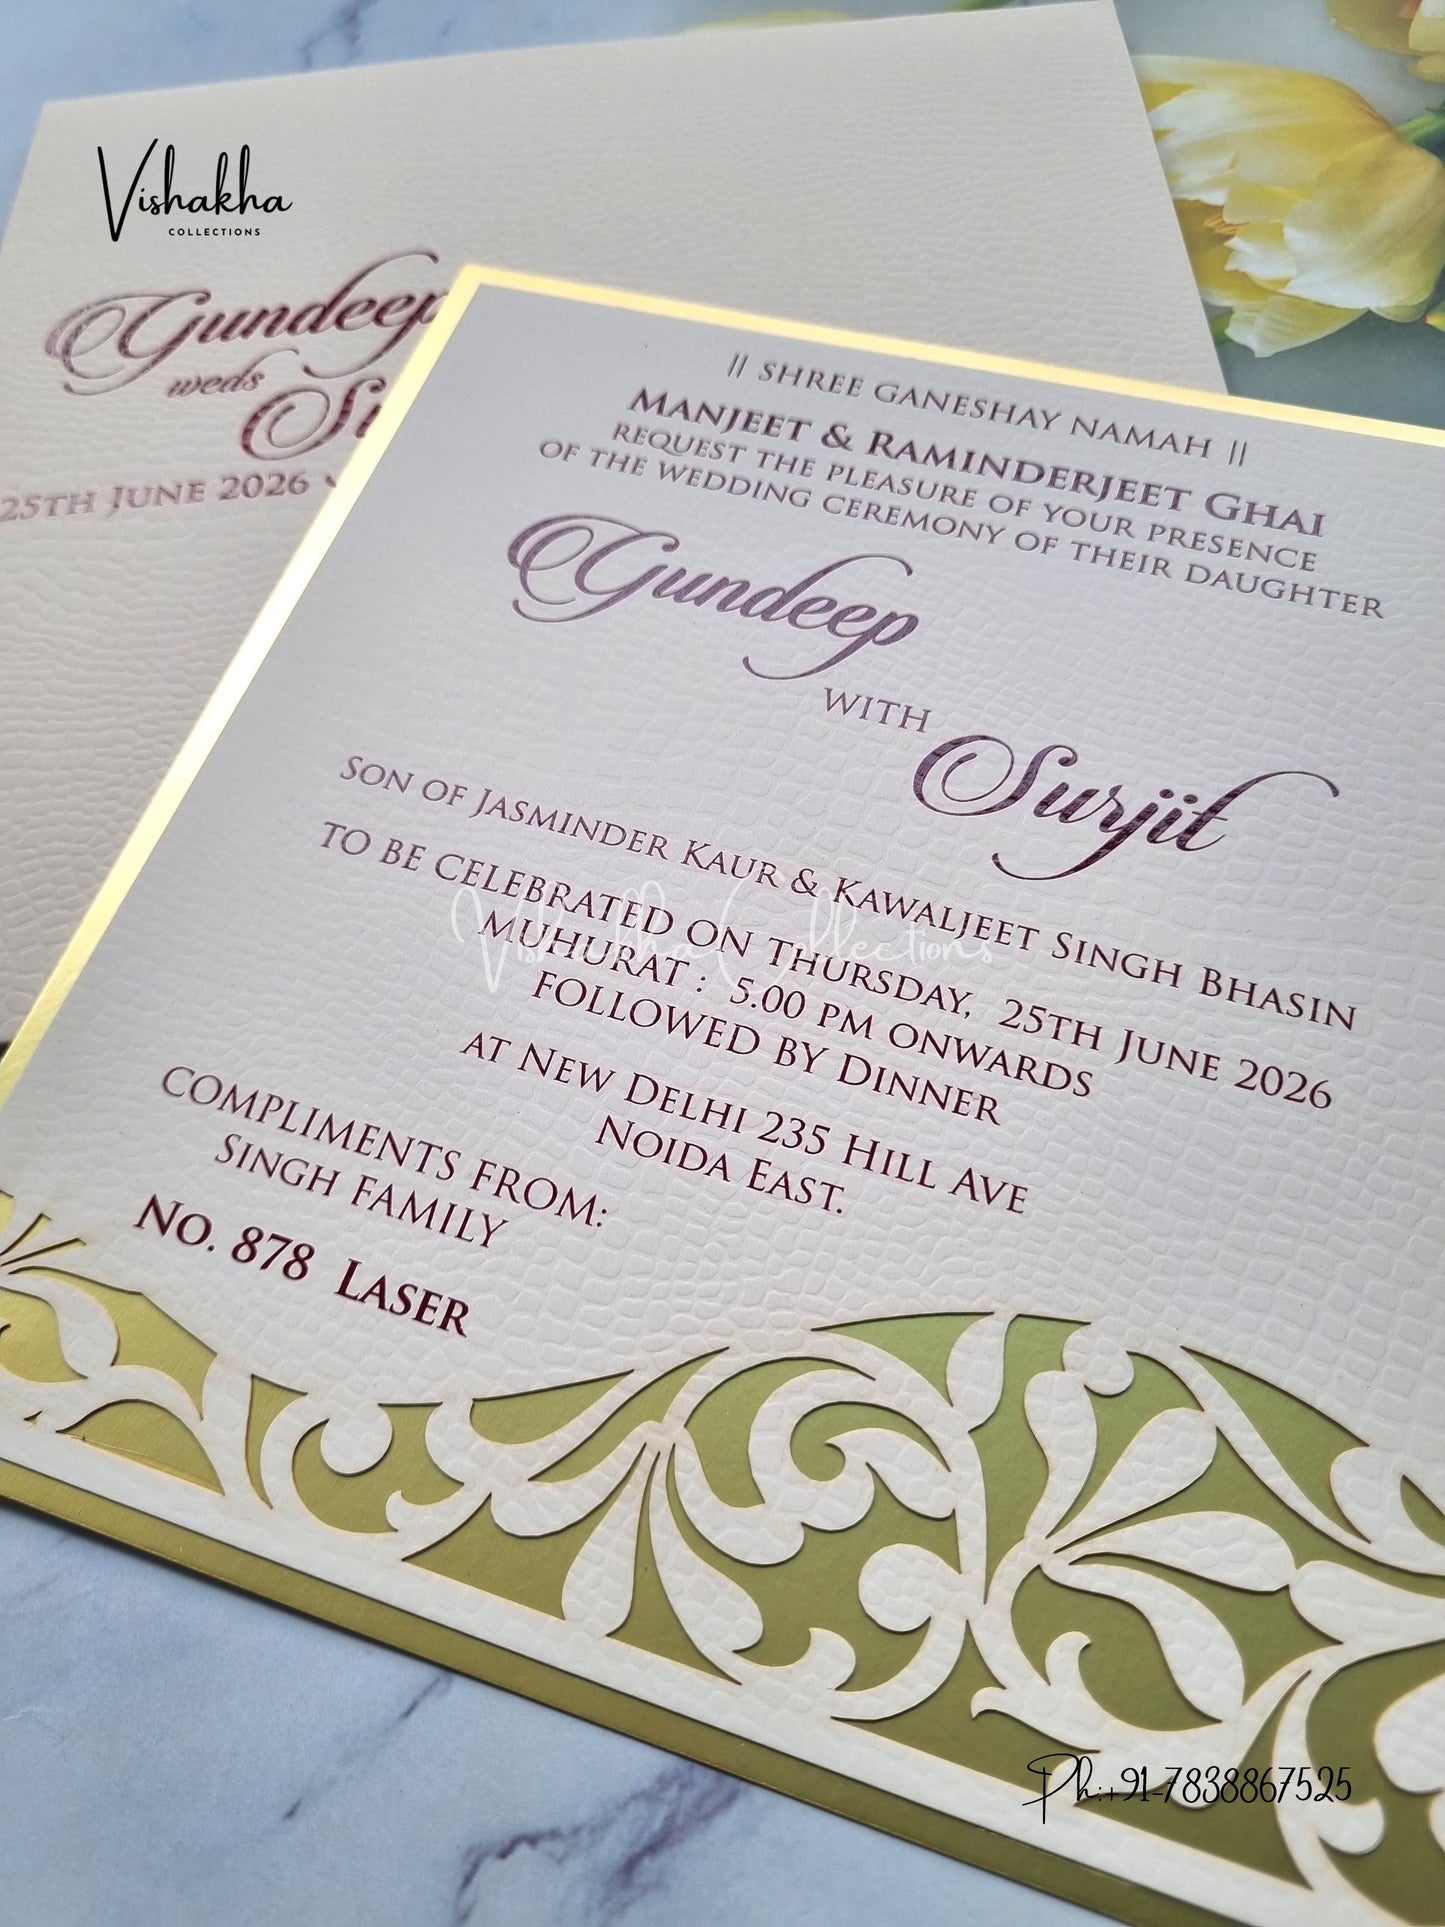 Vishakha
COLLECTIONS
Gundeep
weds
25TH JUNE 2026
|| SHREE GANESHAY NAMAH ||
MANJEET & RAMINDERJEET GHAI
REQUEST THE PLEASURE OF YOUR PRESENCE
OF THE WEDDING CEREMONY OF THEIR DAUGHTER
Gundeep
WITH
Surjit
SON OF JASMINDER KAUR & KAWALJEET SINGH BHASIN
TO BE CELEBRATED ON THURSDAY, 25TH JUNE 2026
MUHURAT : 5.00 PM ONWARDS
FOLLOWED BY DINNER
AT NEW DELHI 235 HILL AVE
NOIDA EAST.
COMPLIMENTS FROM:
SINGH FAMILY
NO. 878 LASER
Vishakha Collections
Ph:+91-7838867525